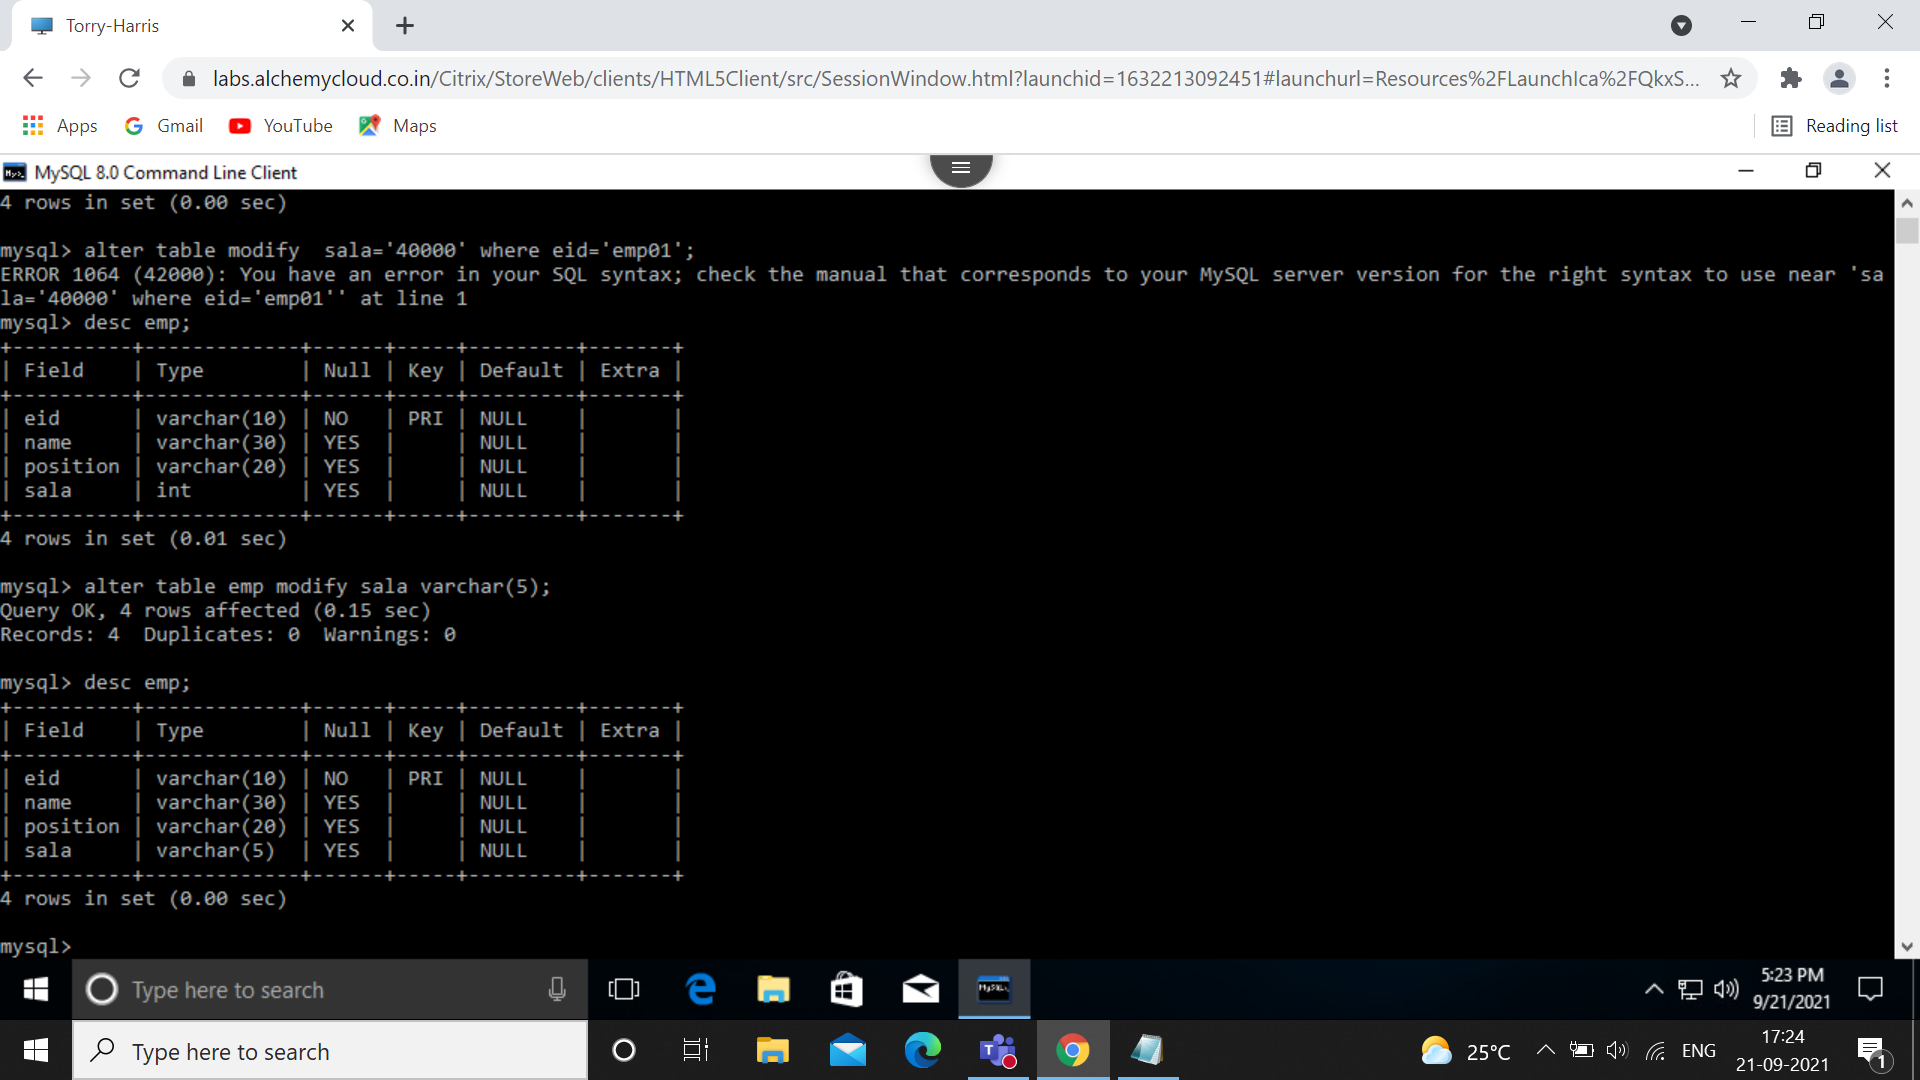 Torry-Harris
labs.alchemycloud.co.in/Citrix/StoreWeb/clients/HTML5Client/src/SessionWindow.html?launchid=1632213092451#launchurl=Resources%2FLaunchIca%2FQkxS...
Apps Gmail YouTube Maps Reading list
MySQL 8.0 Command Line Client
4 rows in set (0.00 sec)
mysql> alter table modify  sala='40000' where eid='emp01';
ERROR 1064 (42000): You have an error in your SQL syntax; check the manual that corresponds to your MySQL server version for the right syntax to use near 'sa
la='40000' where eid='emp01'' at line 1
mysql> desc emp;
+----------+-------------+------+-----+---------+-------+
| Field    | Type        | Null | Key | Default | Extra |
+----------+-------------+------+-----+---------+-------+
| eid      | varchar(10) | NO   | PRI | NULL    |       |
| name     | varchar(30) | YES  |     | NULL    |       |
| position | varchar(20) | YES  |     | NULL    |       |
| sala     | int         | YES  |     | NULL    |       |
+----------+-------------+------+-----+---------+-------+
4 rows in set (0.01 sec)
mysql> alter table emp modify sala varchar(5);
Query OK, 4 rows affected (0.15 sec)
Records: 4  Duplicates: 0  Warnings: 0
mysql> desc emp;
+----------+-------------+------+-----+---------+-------+
| Field    | Type        | Null | Key | Default | Extra |
+----------+-------------+------+-----+---------+-------+
| eid      | varchar(10) | NO   | PRI | NULL    |       |
| name     | varchar(30) | YES  |     | NULL    |       |
| position | varchar(20) | YES  |     | NULL    |       |
| sala     | varchar(5)  | YES  |     | NULL    |       |
+----------+-------------+------+-----+---------+-------+
4 rows in set (0.00 sec)
mysql>
Type here to search
5:23 PM
9/21/2021
Type here to search
25°C
ENG
17:24
21-09-2021
1